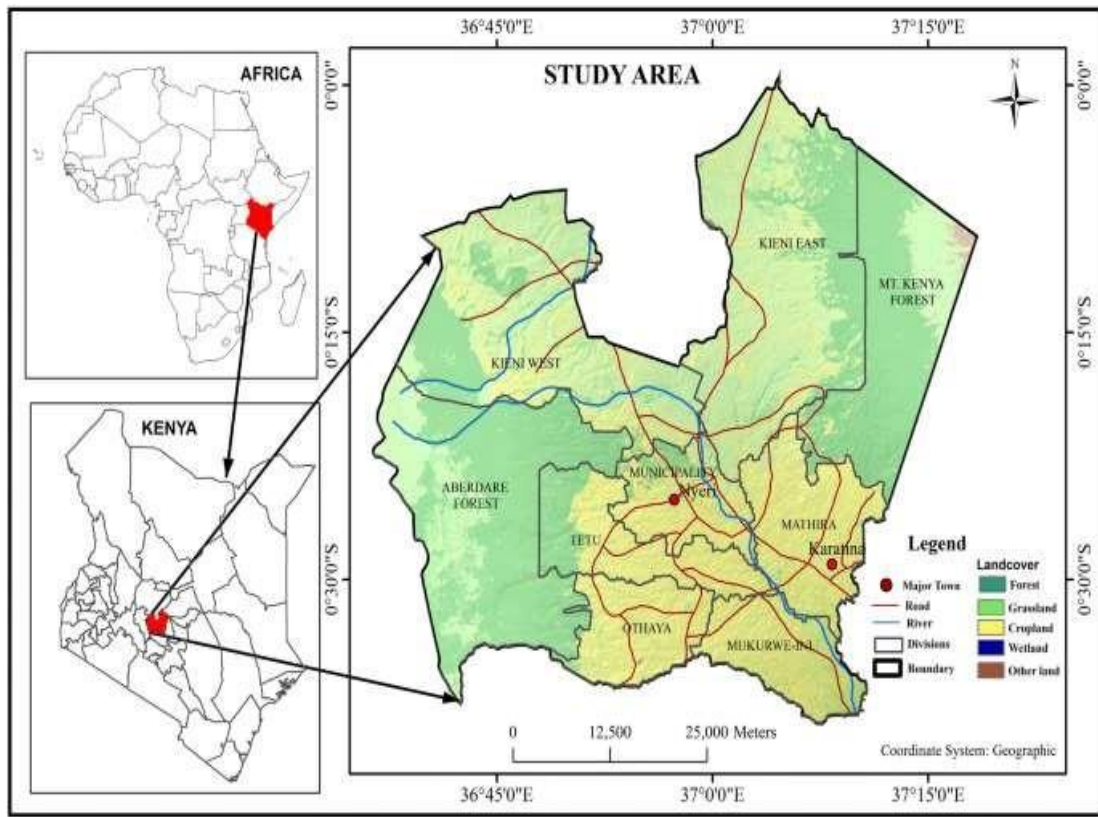 AFRICA
KENYA
36°45'0"E
37°0'0"E
37°15'0"E
STUDY AREA
N
0°0'0"
0°15'0"S
0°30'0"S
0°0'0"
0°15'0"S
0°30'0"S
KIENI EAST
MT. KENYA
FOREST
KIENI WEST
ABERDARE
FOREST
MUNICIPALITY
Nyeri
TETU
MATHIRA
Karatina
OTHAYA
MUKURWE-INI
Legend
Major Town
Road
River
Divisions
Boundary
Landcover
Forest
Grassland
Cropland
Wetland
Other land
0
12,500
25,000 Meters
Coordinate System: Geographic
36°45'0"E
37°0'0"E
37°15'0"E